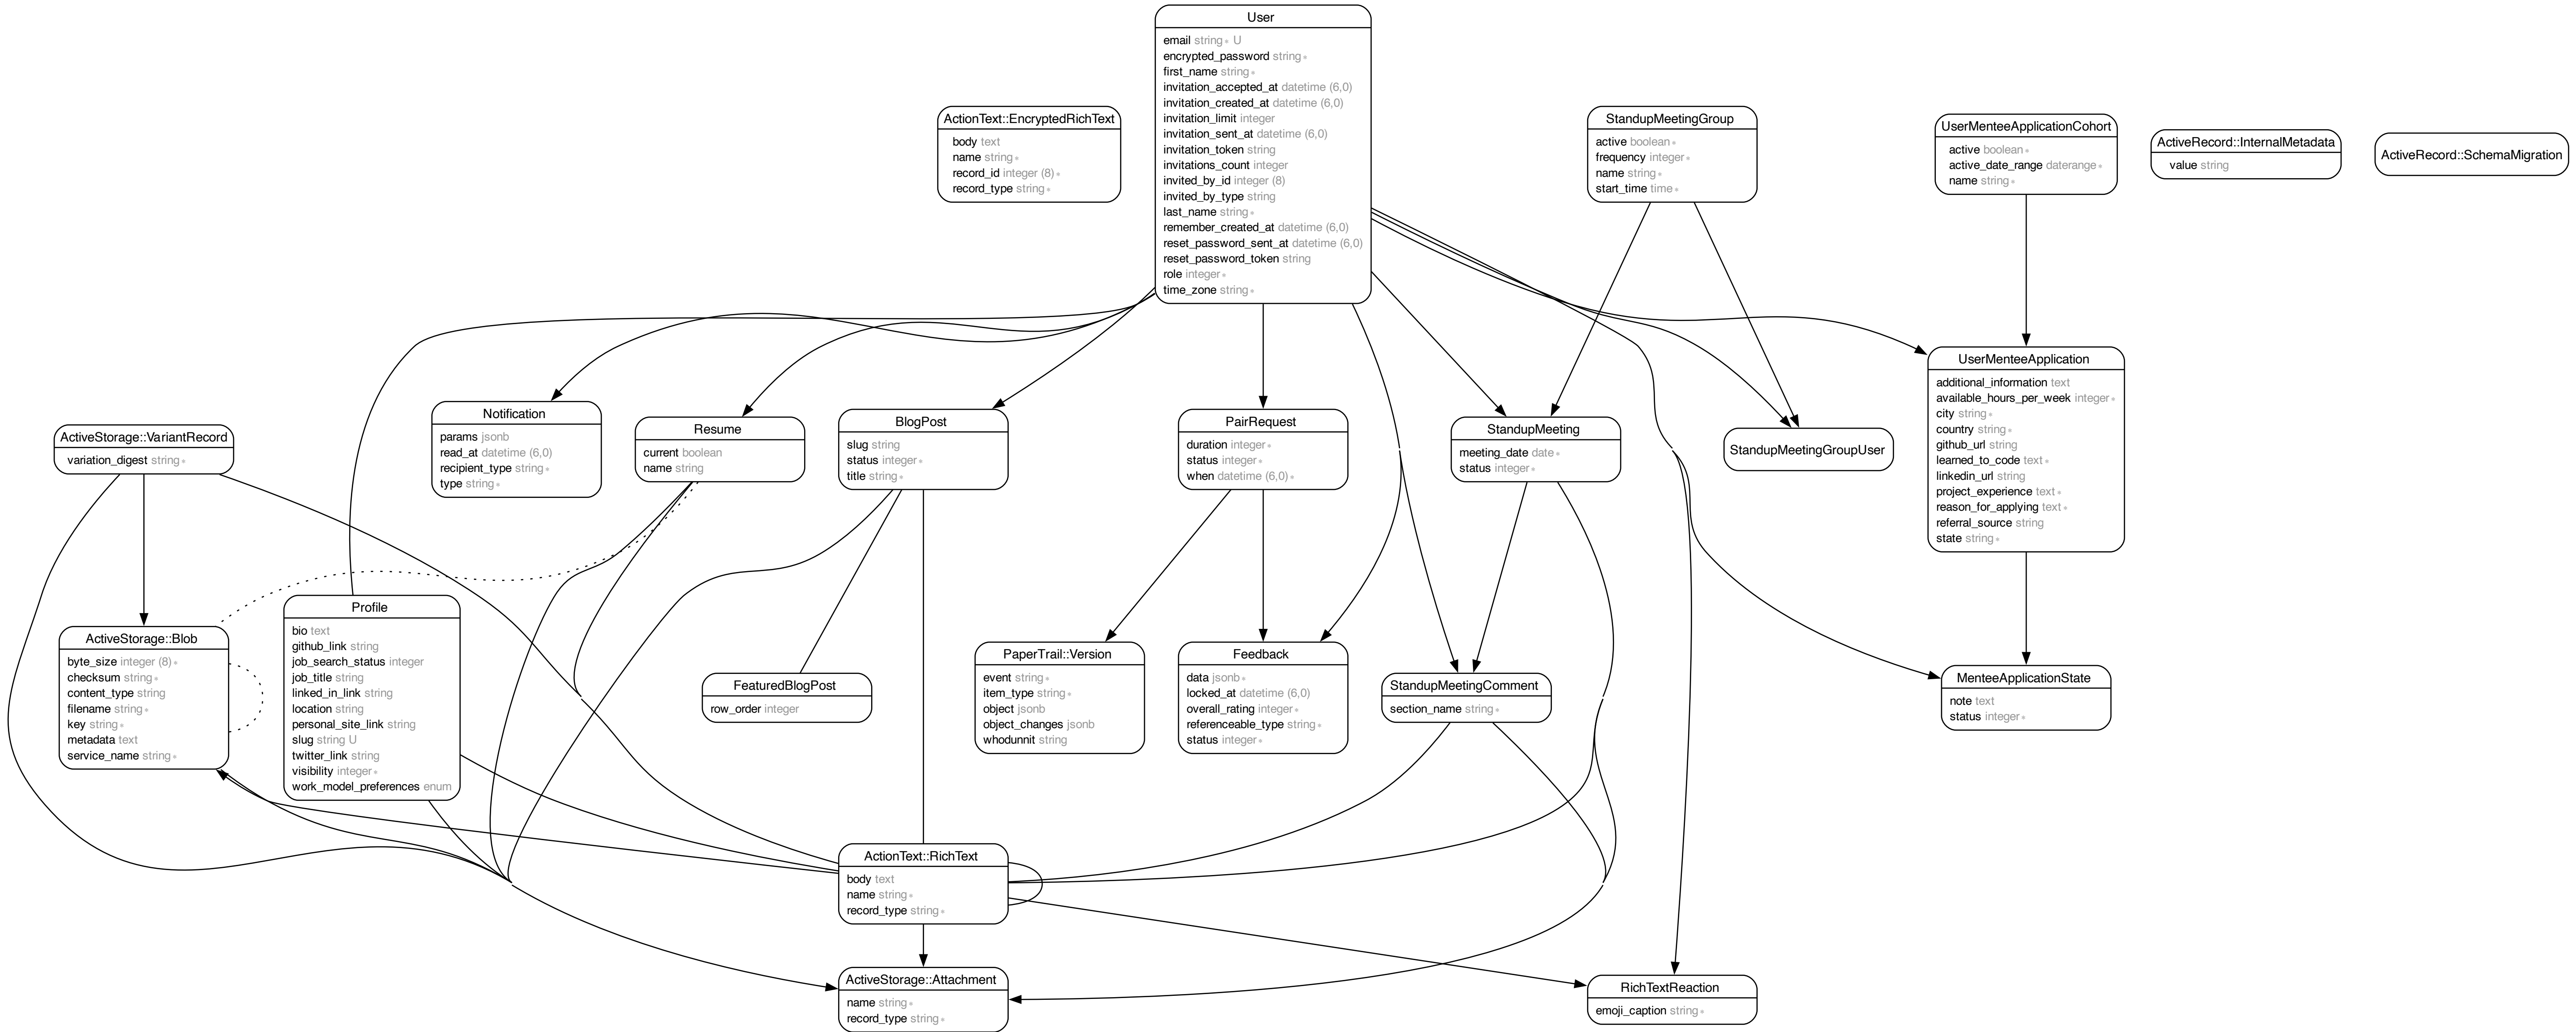 User
email string∗ U
encrypted_password string∗
first_name string∗
invitation_accepted_at datetime (6,0)
invitation_created_at datetime (6,0)
invitation_limit integer
invitation_sent_at datetime (6,0)
invitation_token string
invitations_count integer
invited_by_id integer (8)
invited_by_type string
last_name string∗
remember_created_at datetime (6,0)
reset_password_sent_at datetime (6,0)
reset_password_token string
role integer∗
time_zone string∗
ActionText::EncryptedRichText
body text
name string∗
record_id integer (8)∗
record_type string∗
StandupMeetingGroup
active boolean∗
frequency integer∗
name string∗
start_time time∗
UserMenteeApplicationCohort
active boolean∗
active_date_range daterange∗
name string∗
ActiveRecord::InternalMetadata
value string
ActiveRecord::SchemaMigration
ActiveStorage::VariantRecord
variation_digest string∗
Notification
params jsonb
read_at datetime (6,0)
recipient_type string∗
type string∗
Resume
current boolean
name string
BlogPost
slug string
status integer∗
title string∗
PairRequest
duration integer∗
status integer∗
when datetime (6,0)∗
StandupMeeting
meeting_date date∗
status integer∗
StandupMeetingGroupUser
UserMenteeApplication
additional_information text
available_hours_per_week integer∗
city string∗
country string∗
github_url string
learned_to_code text∗
linkedin_url string
project_experience text∗
reason_for_applying text∗
referral_source string
state string∗
ActiveStorage::Blob
byte_size integer (8)∗
checksum string∗
content_type string
filename string∗
key string∗
metadata text
service_name string∗
Profile
bio text
github_link string
job_search_status integer
job_title string
linked_in_link string
location string
personal_site_link string
slug string U
twitter_link string
visibility integer∗
work_model_preferences enum
FeaturedBlogPost
row_order integer
PaperTrail::Version
event string∗
item_type string∗
object jsonb
object_changes jsonb
whodunnit string
Feedback
data jsonb∗
locked_at datetime (6,0)
overall_rating integer∗
referenceable_type string∗
status integer∗
StandupMeetingComment
section_name string∗
MenteeApplicationState
note text
status integer∗
ActionText::RichText
body text
name string∗
record_type string∗
ActiveStorage::Attachment
name string∗
record_type string∗
RichTextReaction
emoji_caption string∗